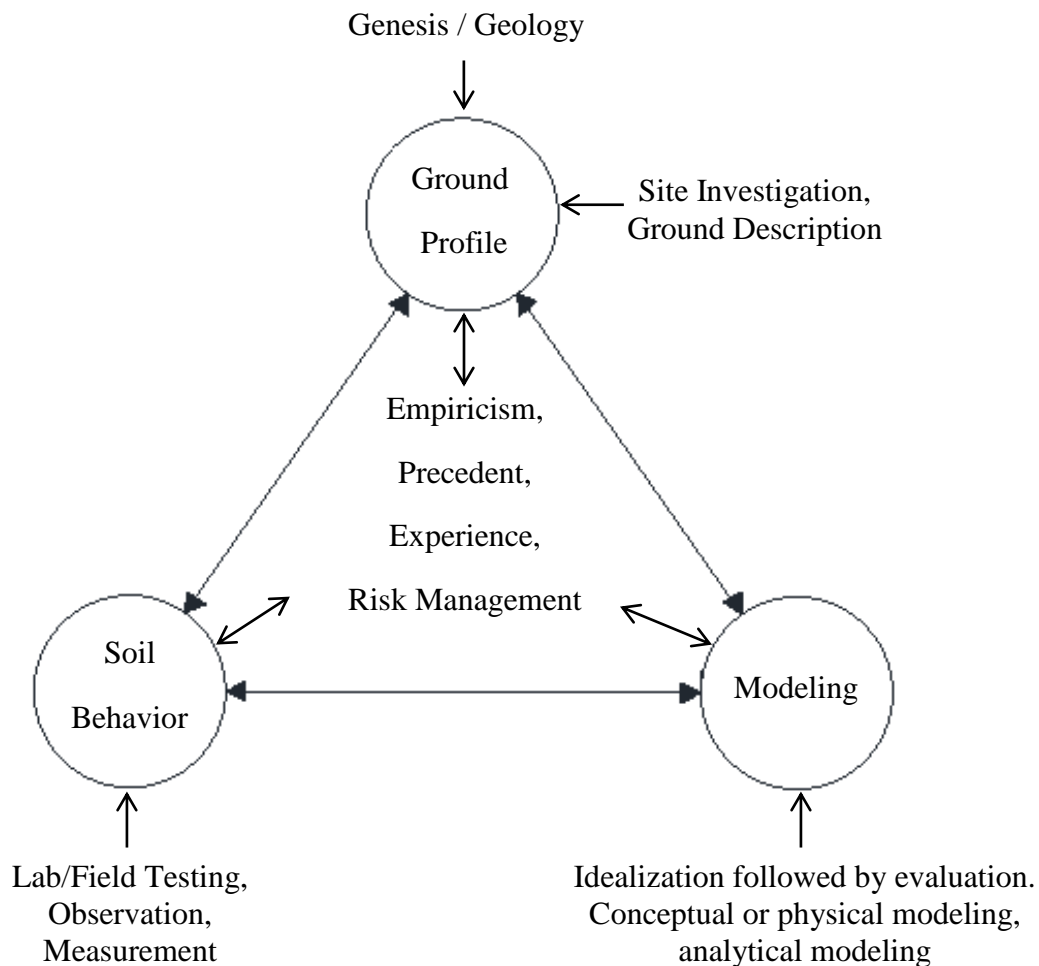 Genesis / Geology
Ground
Profile
Site Investigation,
Ground Description
Empiricism,
Precedent,
Experience,
Risk Management
Soil
Behavior
Modeling
Lab/Field Testing,
Observation,
Measurement
Idealization followed by evaluation.
Conceptual or physical modeling,
analytical modeling